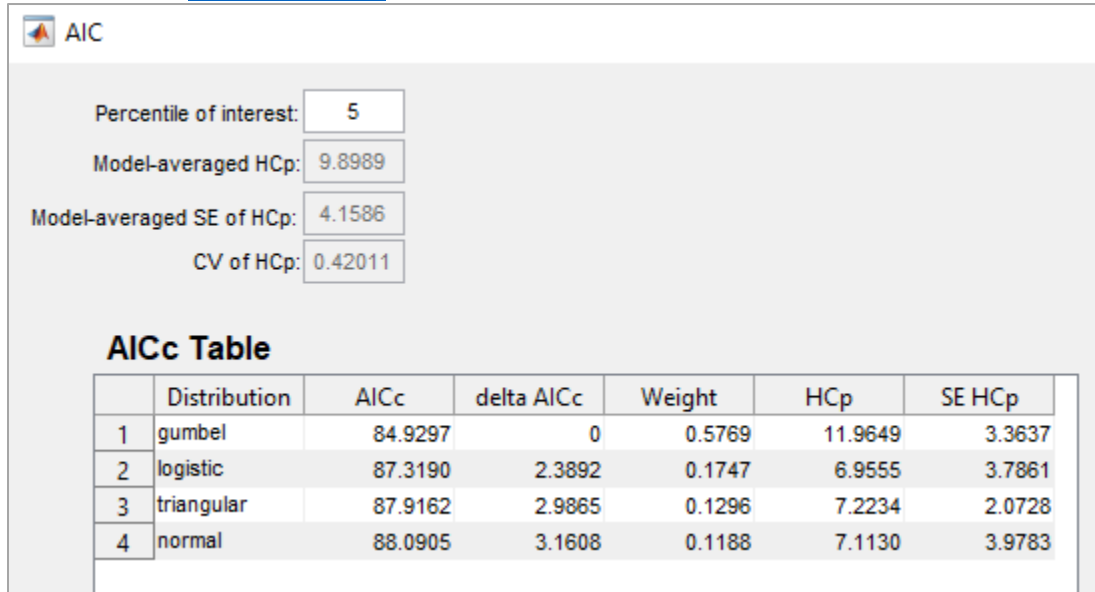 AIC
Percentile of interest: 5
Model-averaged HCp: 9.8989
Model-averaged SE of HCp: 4.1586
CV of HCp: 0.42011
AICc Table
Distribution AICc delta AICc Weight HCp SE HCp
1 gumbel 84.9297 0 0.5769 11.9649 3.3637
2 logistic 87.3190 2.3892 0.1747 6.9555 3.7861
3 triangular 87.9162 2.9865 0.1296 7.2234 2.0728
4 normal 88.0905 3.1608 0.1188 7.1130 3.9783